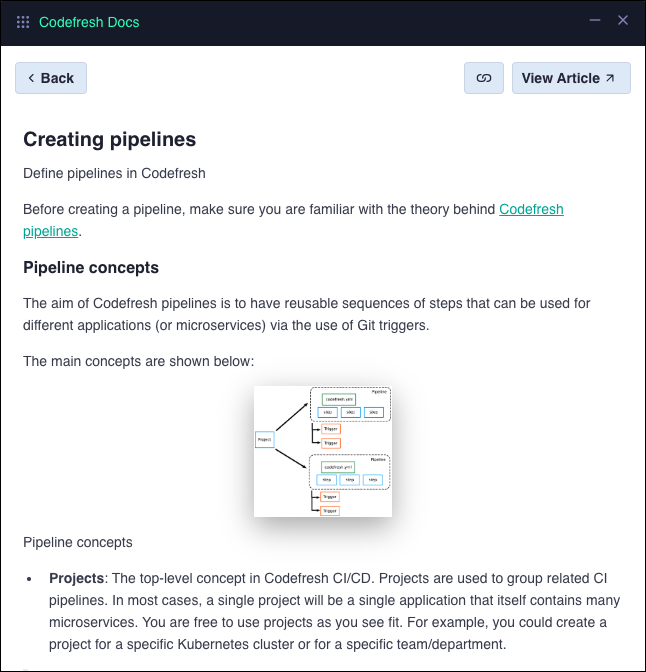 Codefresh Docs
Back
View Article
Creating pipelines
Define pipelines in Codefresh
Before creating a pipeline, make sure you are familiar with the theory behind Codefresh
pipelines.
Pipeline concepts
The aim of Codefresh pipelines is to have reusable sequences of steps that can be used for
different applications (or microservices) via the use of Git triggers.
The main concepts are shown below:
Pipeline
codefresh.yml
step step step
Trigger
Trigger
Project
Pipeline
codefresh.yml
step step step
Trigger
Trigger
Pipeline concepts
• Projects: The top-level concept in Codefresh CI/CD. Projects are used to group related CI
pipelines. In most cases, a single project will be a single application that itself contains many
microservices. You are free to use projects as you see fit. For example, you could create a
project for a specific Kubernetes cluster or for a specific team/department.